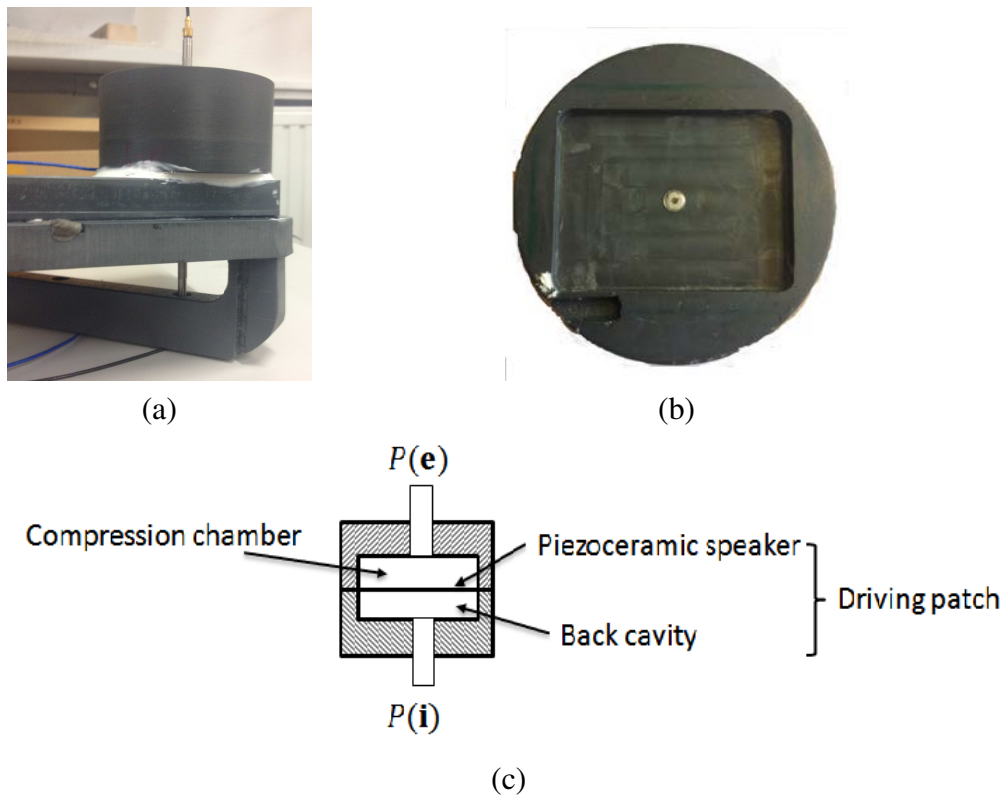 (a)
(b)
P(e)
Compression chamber
Piezoceramic speaker
Driving patch
Back cavity
P(i)
(c)